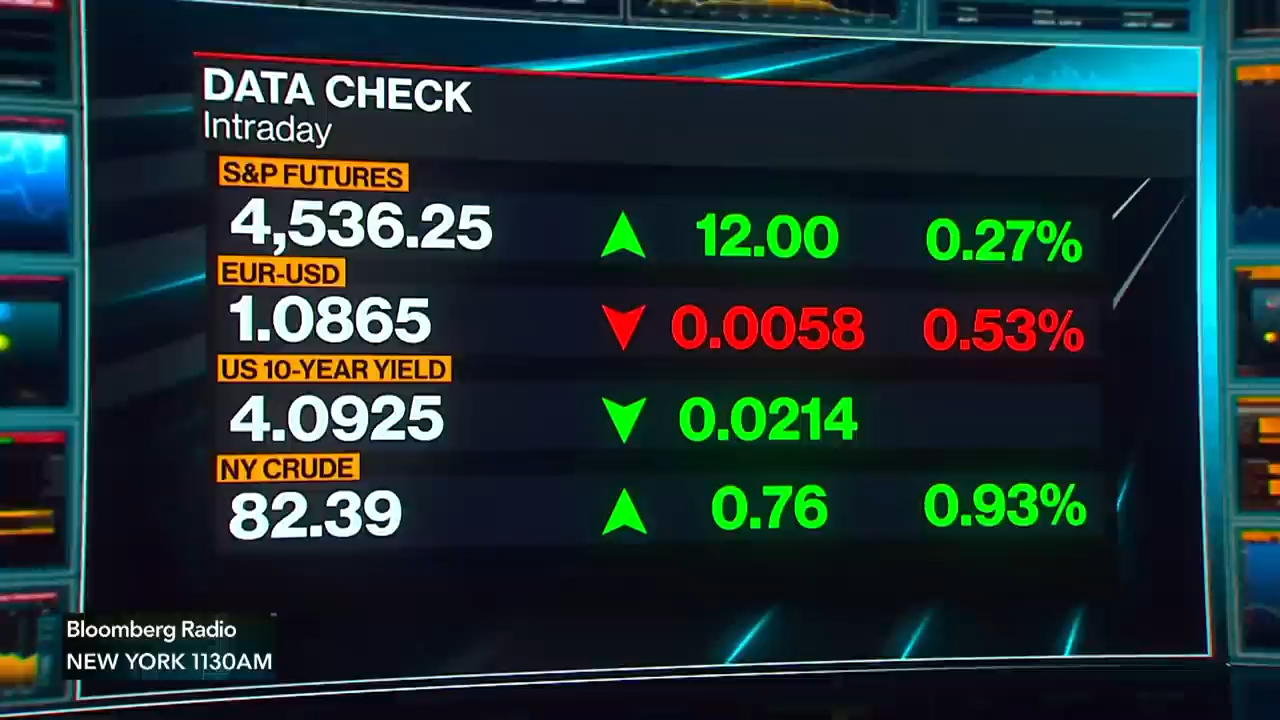 DATA CHECK
Intraday
S&P FUTURES
4,536.25 12.00 0.27%
EUR-USD
1.0865 0.0058 0.53%
US 10-YEAR YIELD
4.0925 0.0214
NY CRUDE
82.39 0.76 0.93%
Bloomberg Radio
NEW YORK 1130AM